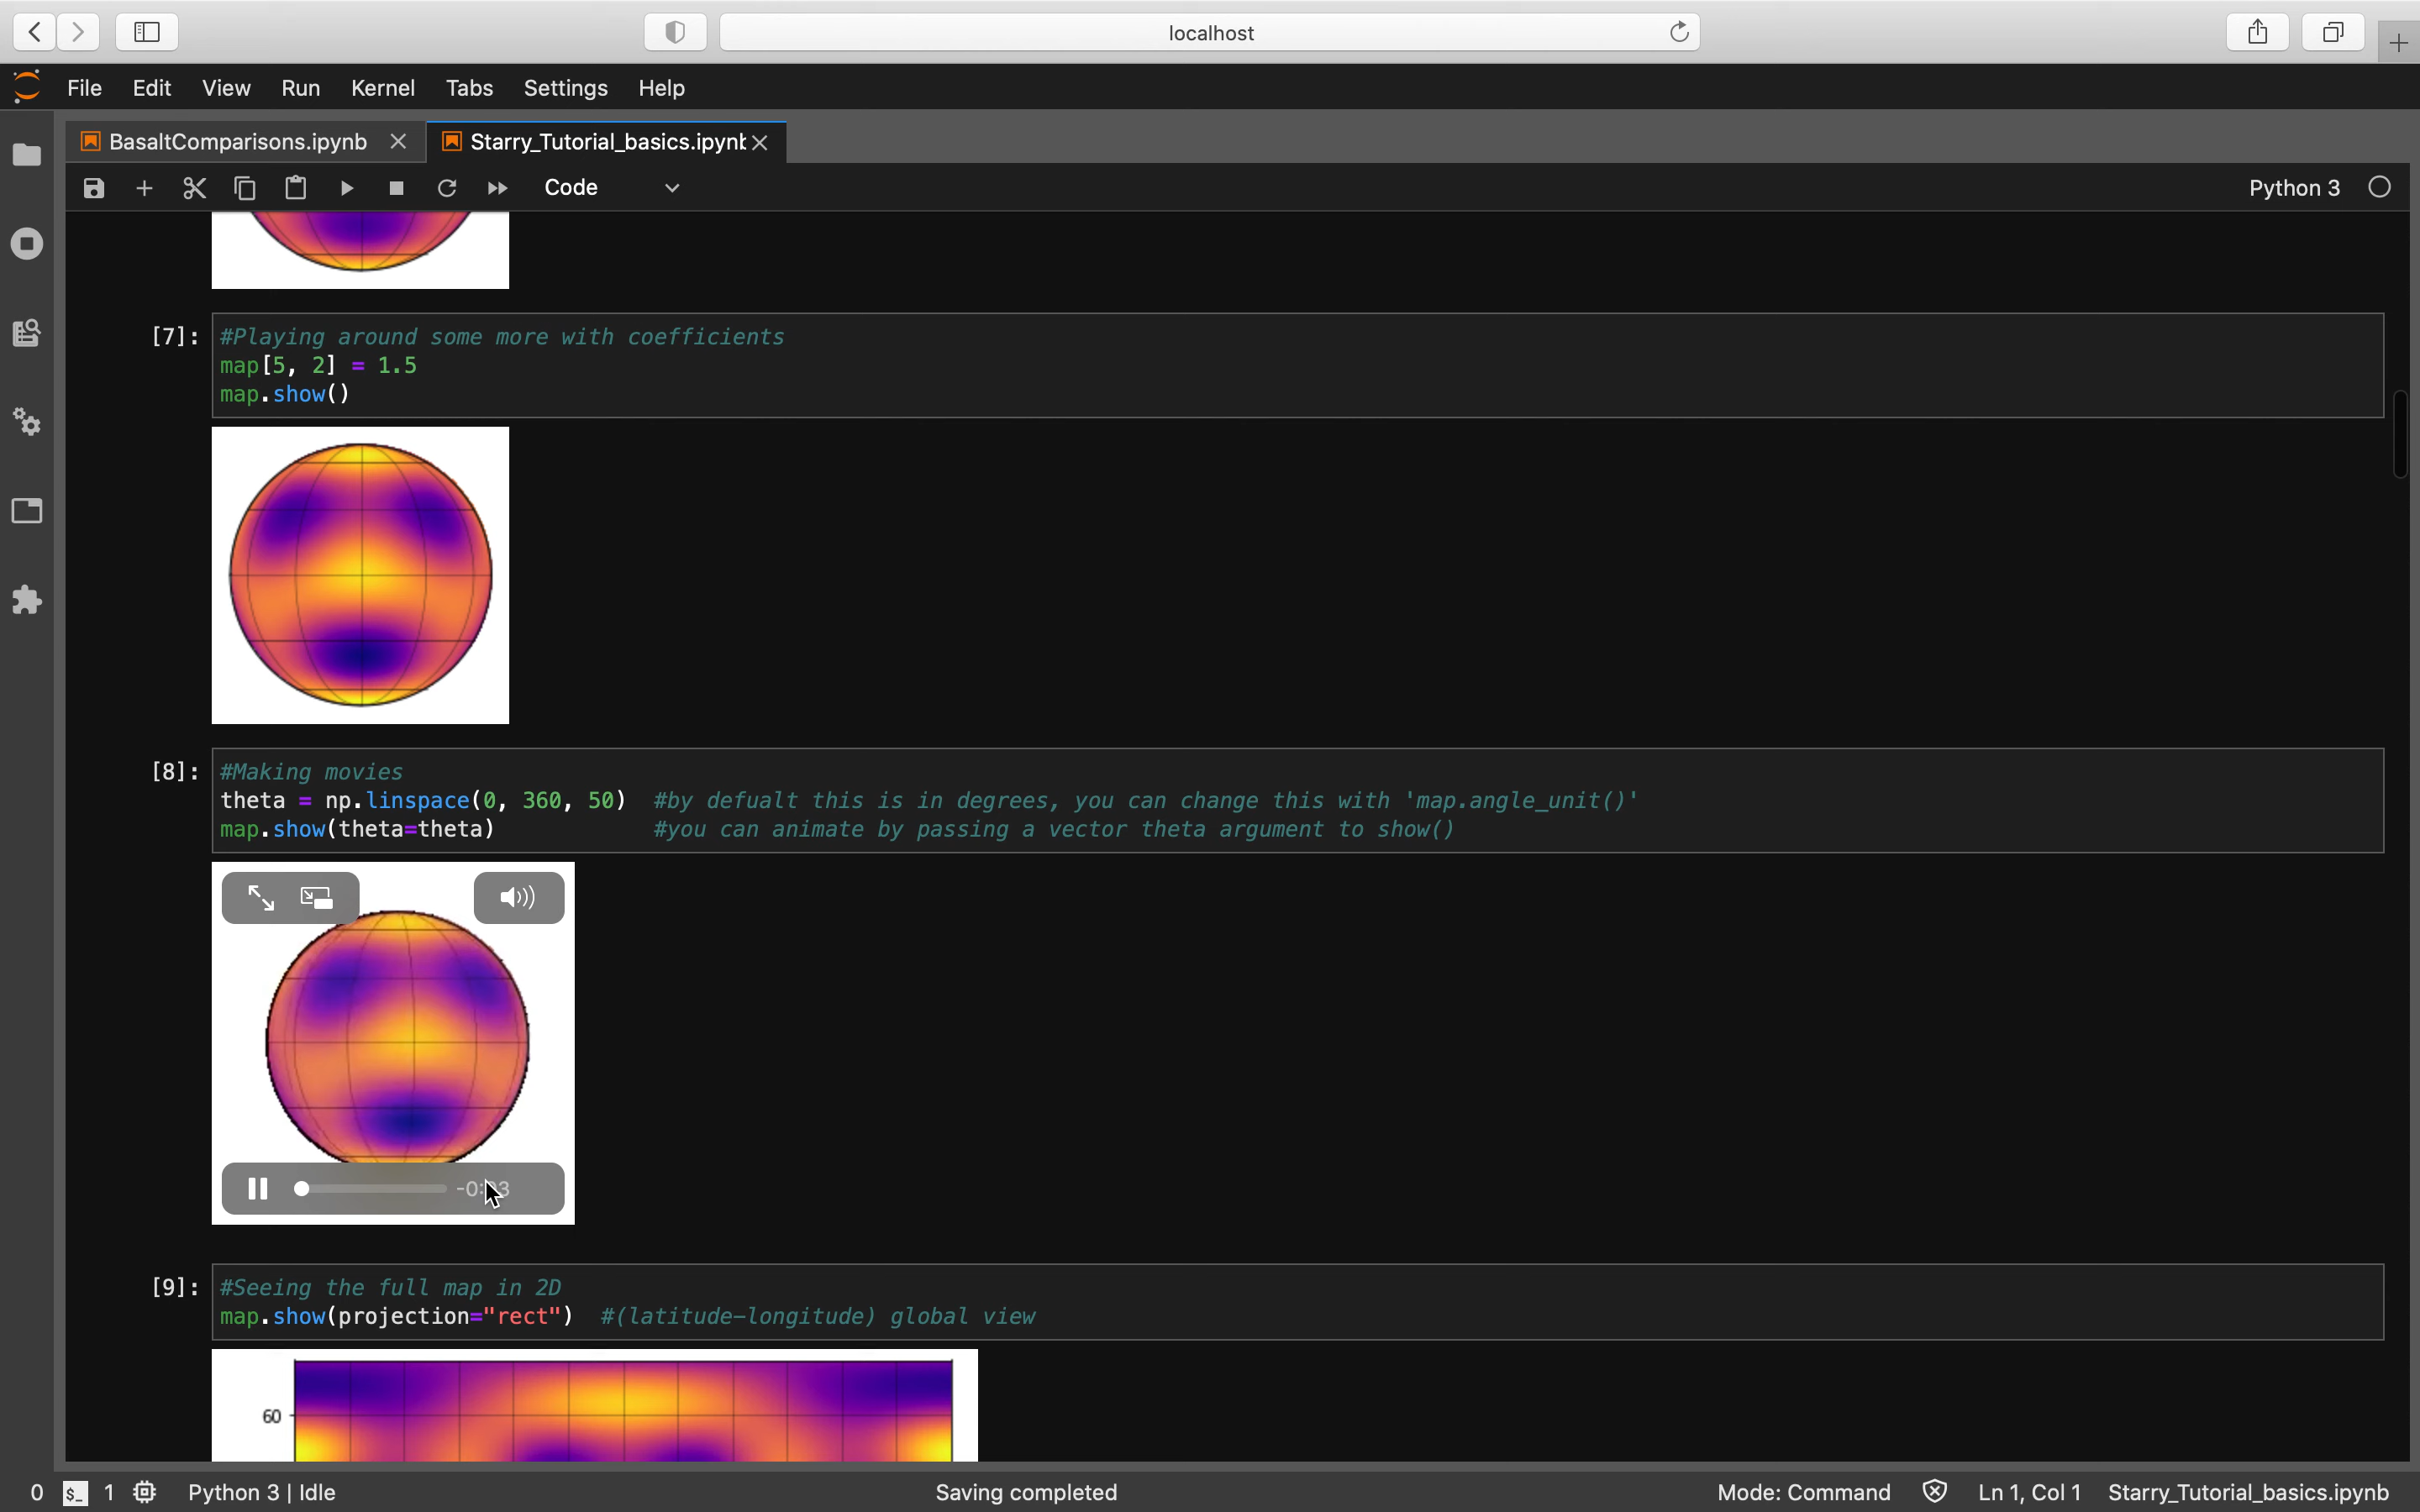 localhost
File Edit View Run Kernel Tabs Settings Help
BasaltComparisons.ipynb Starry_Tutorial_basics.ipynb
Code Python 3
[7]: #Playing around some more with coefficients
map[5, 2] = 1.5
map.show()
[8]: #Making movies
theta = np.linspace(0, 360, 50) #by defualt this is in degrees, you can change this with 'map.angle_unit()'
map.show(theta=theta) #you can animate by passing a vector theta argument to show()
[9]: #Seeing the full map in 2D
map.show(projection="rect") #(latitude-longitude) global view
60
0 $_ 1 Python 3 | Idle Saving completed Mode: Command Ln 1, Col 1 Starry_Tutorial_basics.ipynb